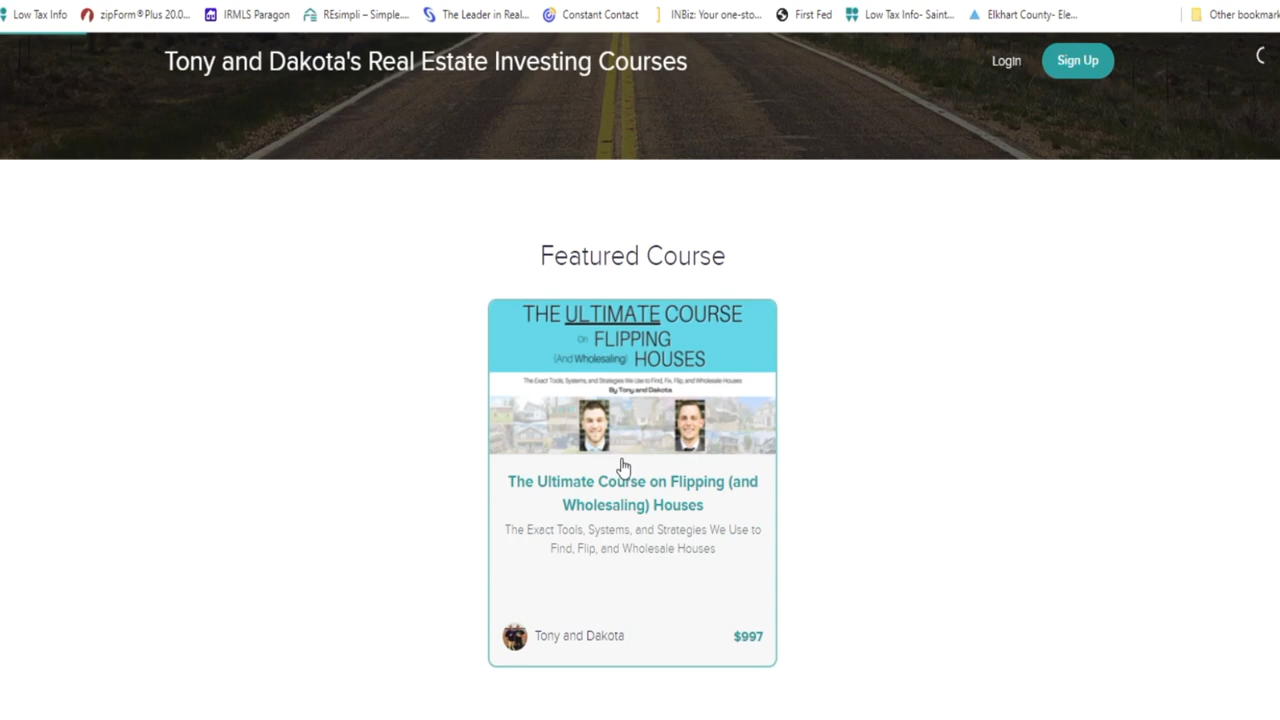 Low Tax Info zipForm®Plus 20.0... IRMLS Paragon REsimpli – Simple.... The Leader in Real... Constant Contact INBiz: Your one-sto... First Fed Low Tax Info- Saint... Elkhart County- Ele... Other bookmark
Tony and Dakota's Real Estate Investing Courses
Login
Sign Up
Featured Course
THE ULTIMATE COURSE
On FLIPPING
(And Wholesaling) HOUSES
The Exact Tools, Systems, and Strategies We Use to Find, Fix, Flip, and Wholesale Houses
By Tony and Dakota
The Ultimate Course on Flipping (and
Wholesaling) Houses
The Exact Tools, Systems, and Strategies We Use to
Find, Flip, and Wholesale Houses
Tony and Dakota
$997